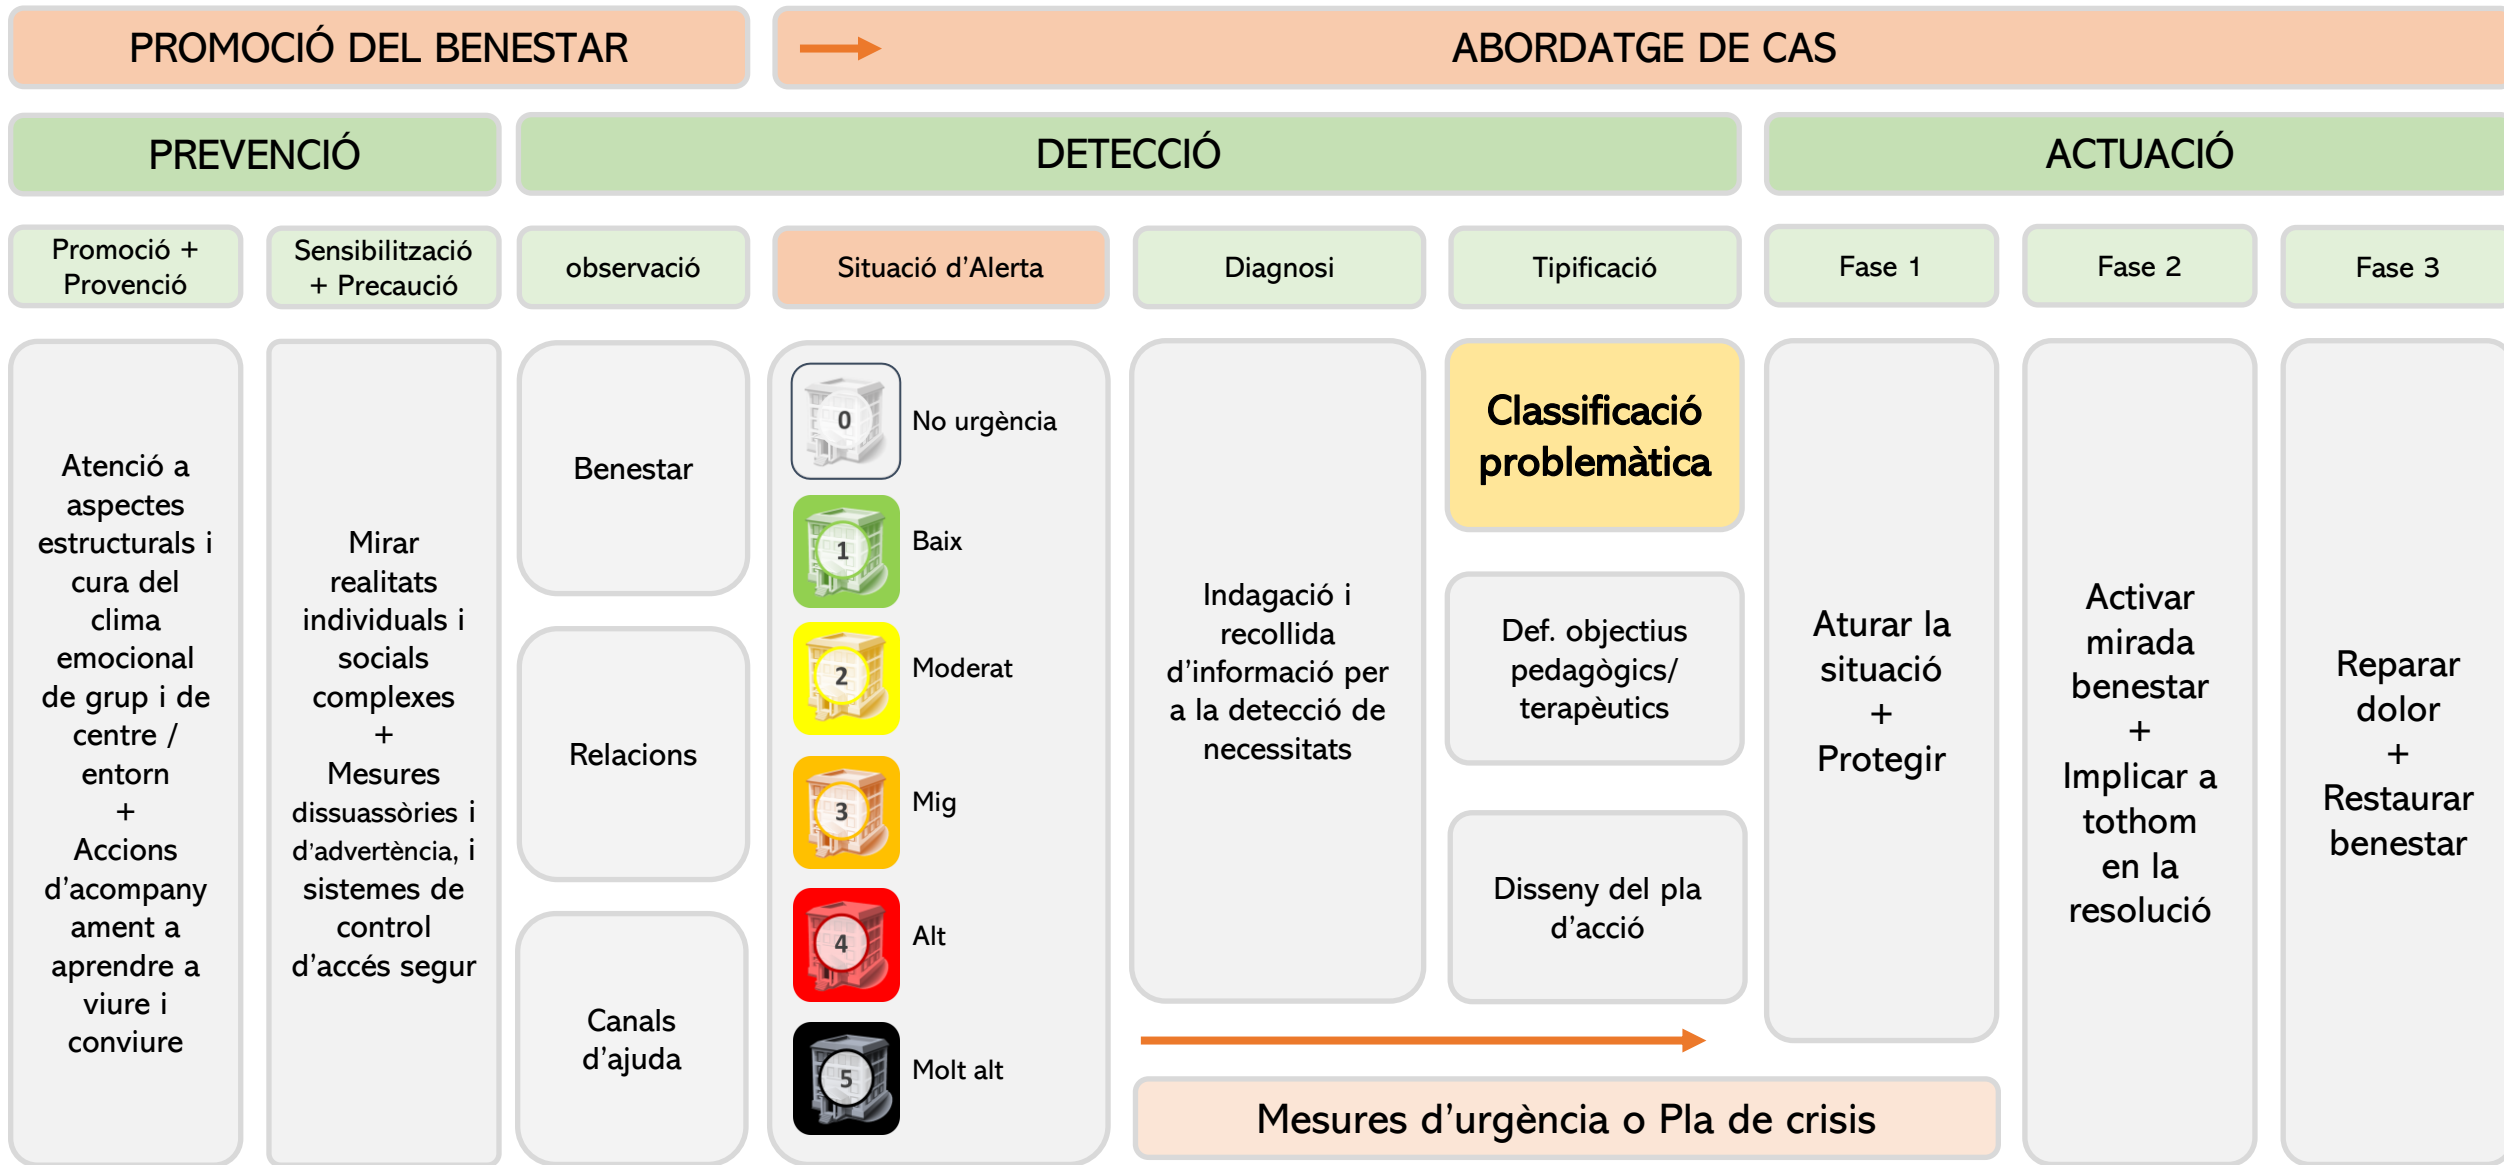 PROMOCIÓ DEL BENESTAR
ABORDATGE DE CAS
PREVENCIÓ
DETECCIÓ
ACTUACIÓ
Promoció +
Provenció
Sensibilització
+ Precaució
observació
Situació d'Alerta
Diagnosi
Tipificació
Fase 1
Fase 2
Fase 3
Atenció a
aspectes
estructurals i
cura del
clima
emocional
de grup i de
centre /
entorn
+
Accions
d'acompany
ament a
aprendre a
viure i
conviure
Mirar
realitats
individuals i
socials
complexes
+
Mesures
dissuassòries i
d'advertència, i
sistemes de
control
d'accés segur
Benestar
Relacions
Canals
d'ajuda
0
No urgència
1
Baix
2
Moderat
3
Mig
4
Alt
5
Molt alt
Indagació i
recollida
d'informació per
a la detecció de
necessitats
Classificació
problemàtica
Def. objectius
pedagògics/
terapèutics
Disseny del pla
d'acció
Mesures d'urgència o Pla de crisis
Aturar la
situació
+
Protegir
Activar
mirada
benestar
+
Implicar a
tothom
en la
resolució
Reparar
dolor
+
Restaurar
benestar